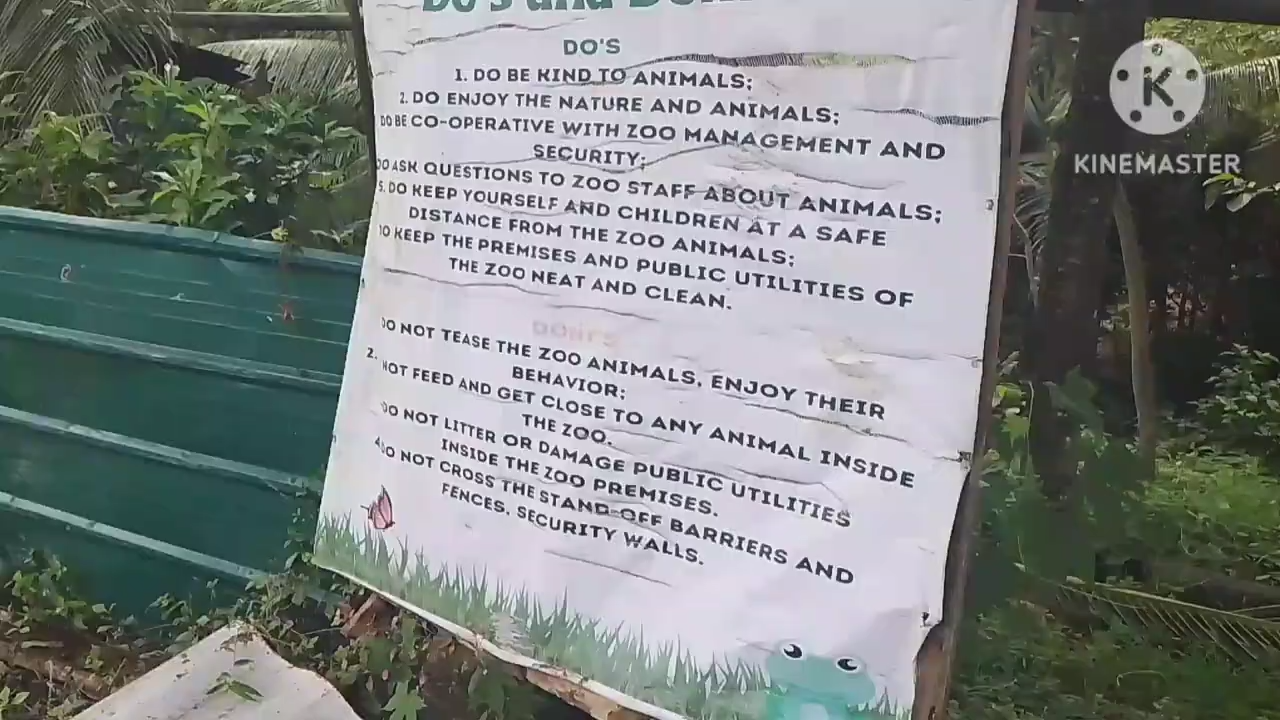 Do's and
DO'S
1. DO BE KIND TO ANIMALS;
2. DO ENJOY THE NATURE AND ANIMALS;
DO BE CO-OPERATIVE WITH ZOO MANAGEMENT AND
SECURITY;
DO ASK QUESTIONS TO ZOO STAFF ABOUT ANIMALS;
5. DO KEEP YOURSELF AND CHILDREN AT A SAFE
DISTANCE FROM THE ZOO ANIMALS;
DO KEEP THE PREMISES AND PUBLIC UTILITIES OF
THE ZOO NEAT AND CLEAN.
DON'TS
DO NOT TEASE THE ZOO ANIMALS, ENJOY THEIR
BEHAVIOR;
2. NOT FEED AND GET CLOSE TO ANY ANIMAL INSIDE
THE ZOO.
DO NOT LITTER OR DAMAGE PUBLIC UTILITIES
INSIDE THE ZOO PREMISES.
4. DO NOT CROSS THE STAND-OFF BARRIERS AND
FENCES, SECURITY WALLS.
K
KINEMASTER